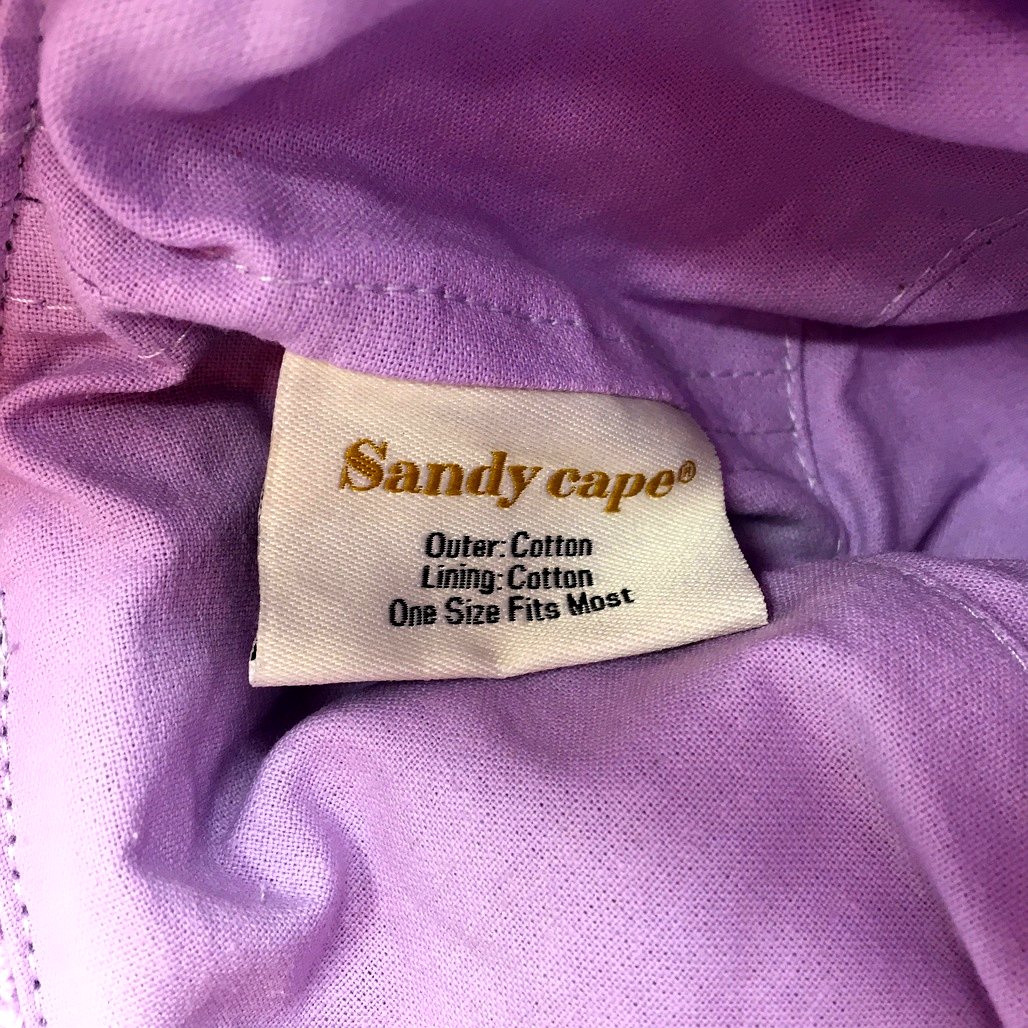 Sandy cape®
Outer: Cotton
Lining: Cotton
One Size Fits Most